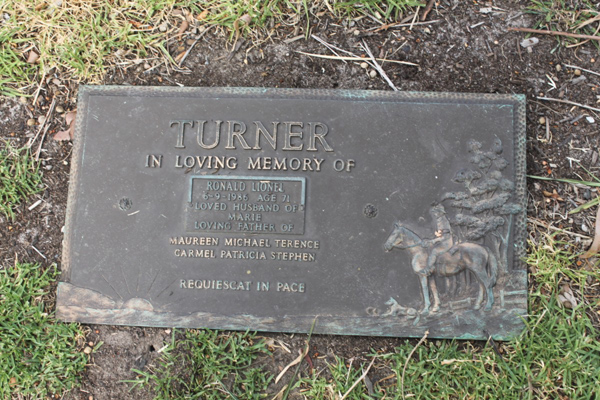 TURNER
IN LOVING MEMORY OF
RONALD LIONEL
6-9-1986 AGE 71
LOVED HUSBAND OF
MARIE
LOVING FATHER OF
MAUREEN MICHAEL TERENCE
CARMEL PATRICIA STEPHEN
REQUIESCAT IN PACE